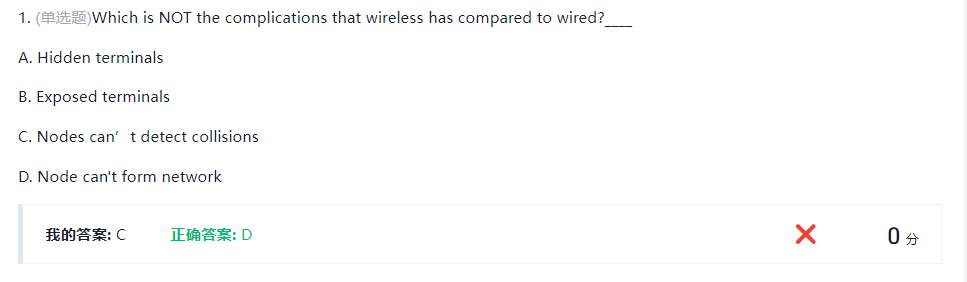 1. (单选题)Which is NOT the complications that wireless has compared to wired?____
A. Hidden terminals
B. Exposed terminals
C. Nodes can’t detect collisions
D. Node can't form network
我的答案: C 正确答案: D 0 分